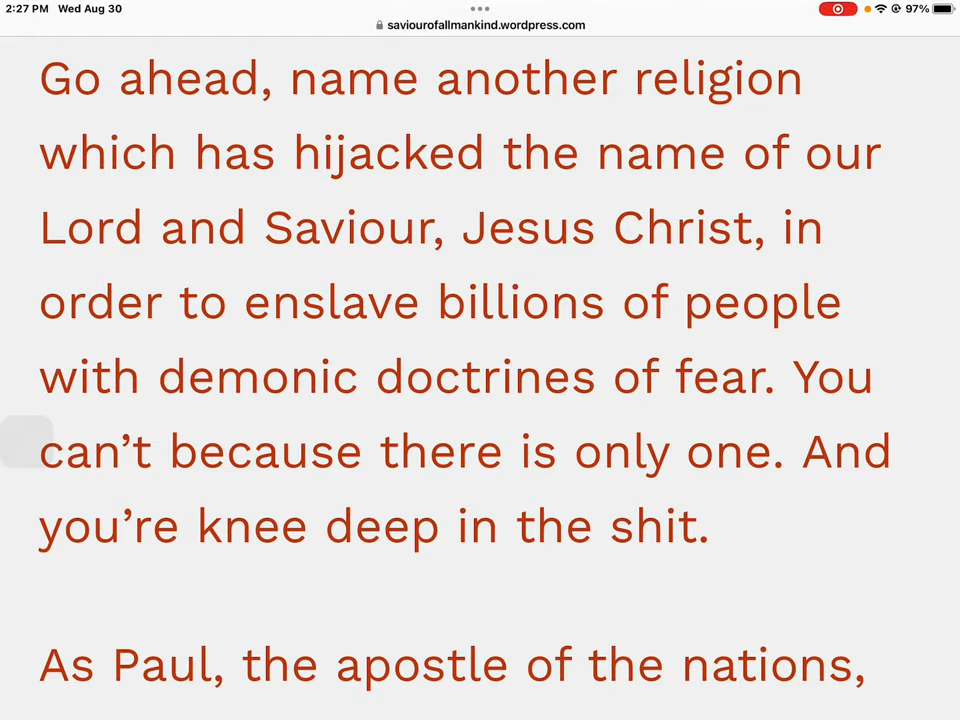 2:27 PM Wed Aug 30
97%
saviourofallmankind.wordpress.com
Go ahead, name another religion
which has hijacked the name of our
Lord and Saviour, Jesus Christ, in
order to enslave billions of people
with demonic doctrines of fear. You
can’t because there is only one. And
you’re knee deep in the shit.
As Paul, the apostle of the nations,